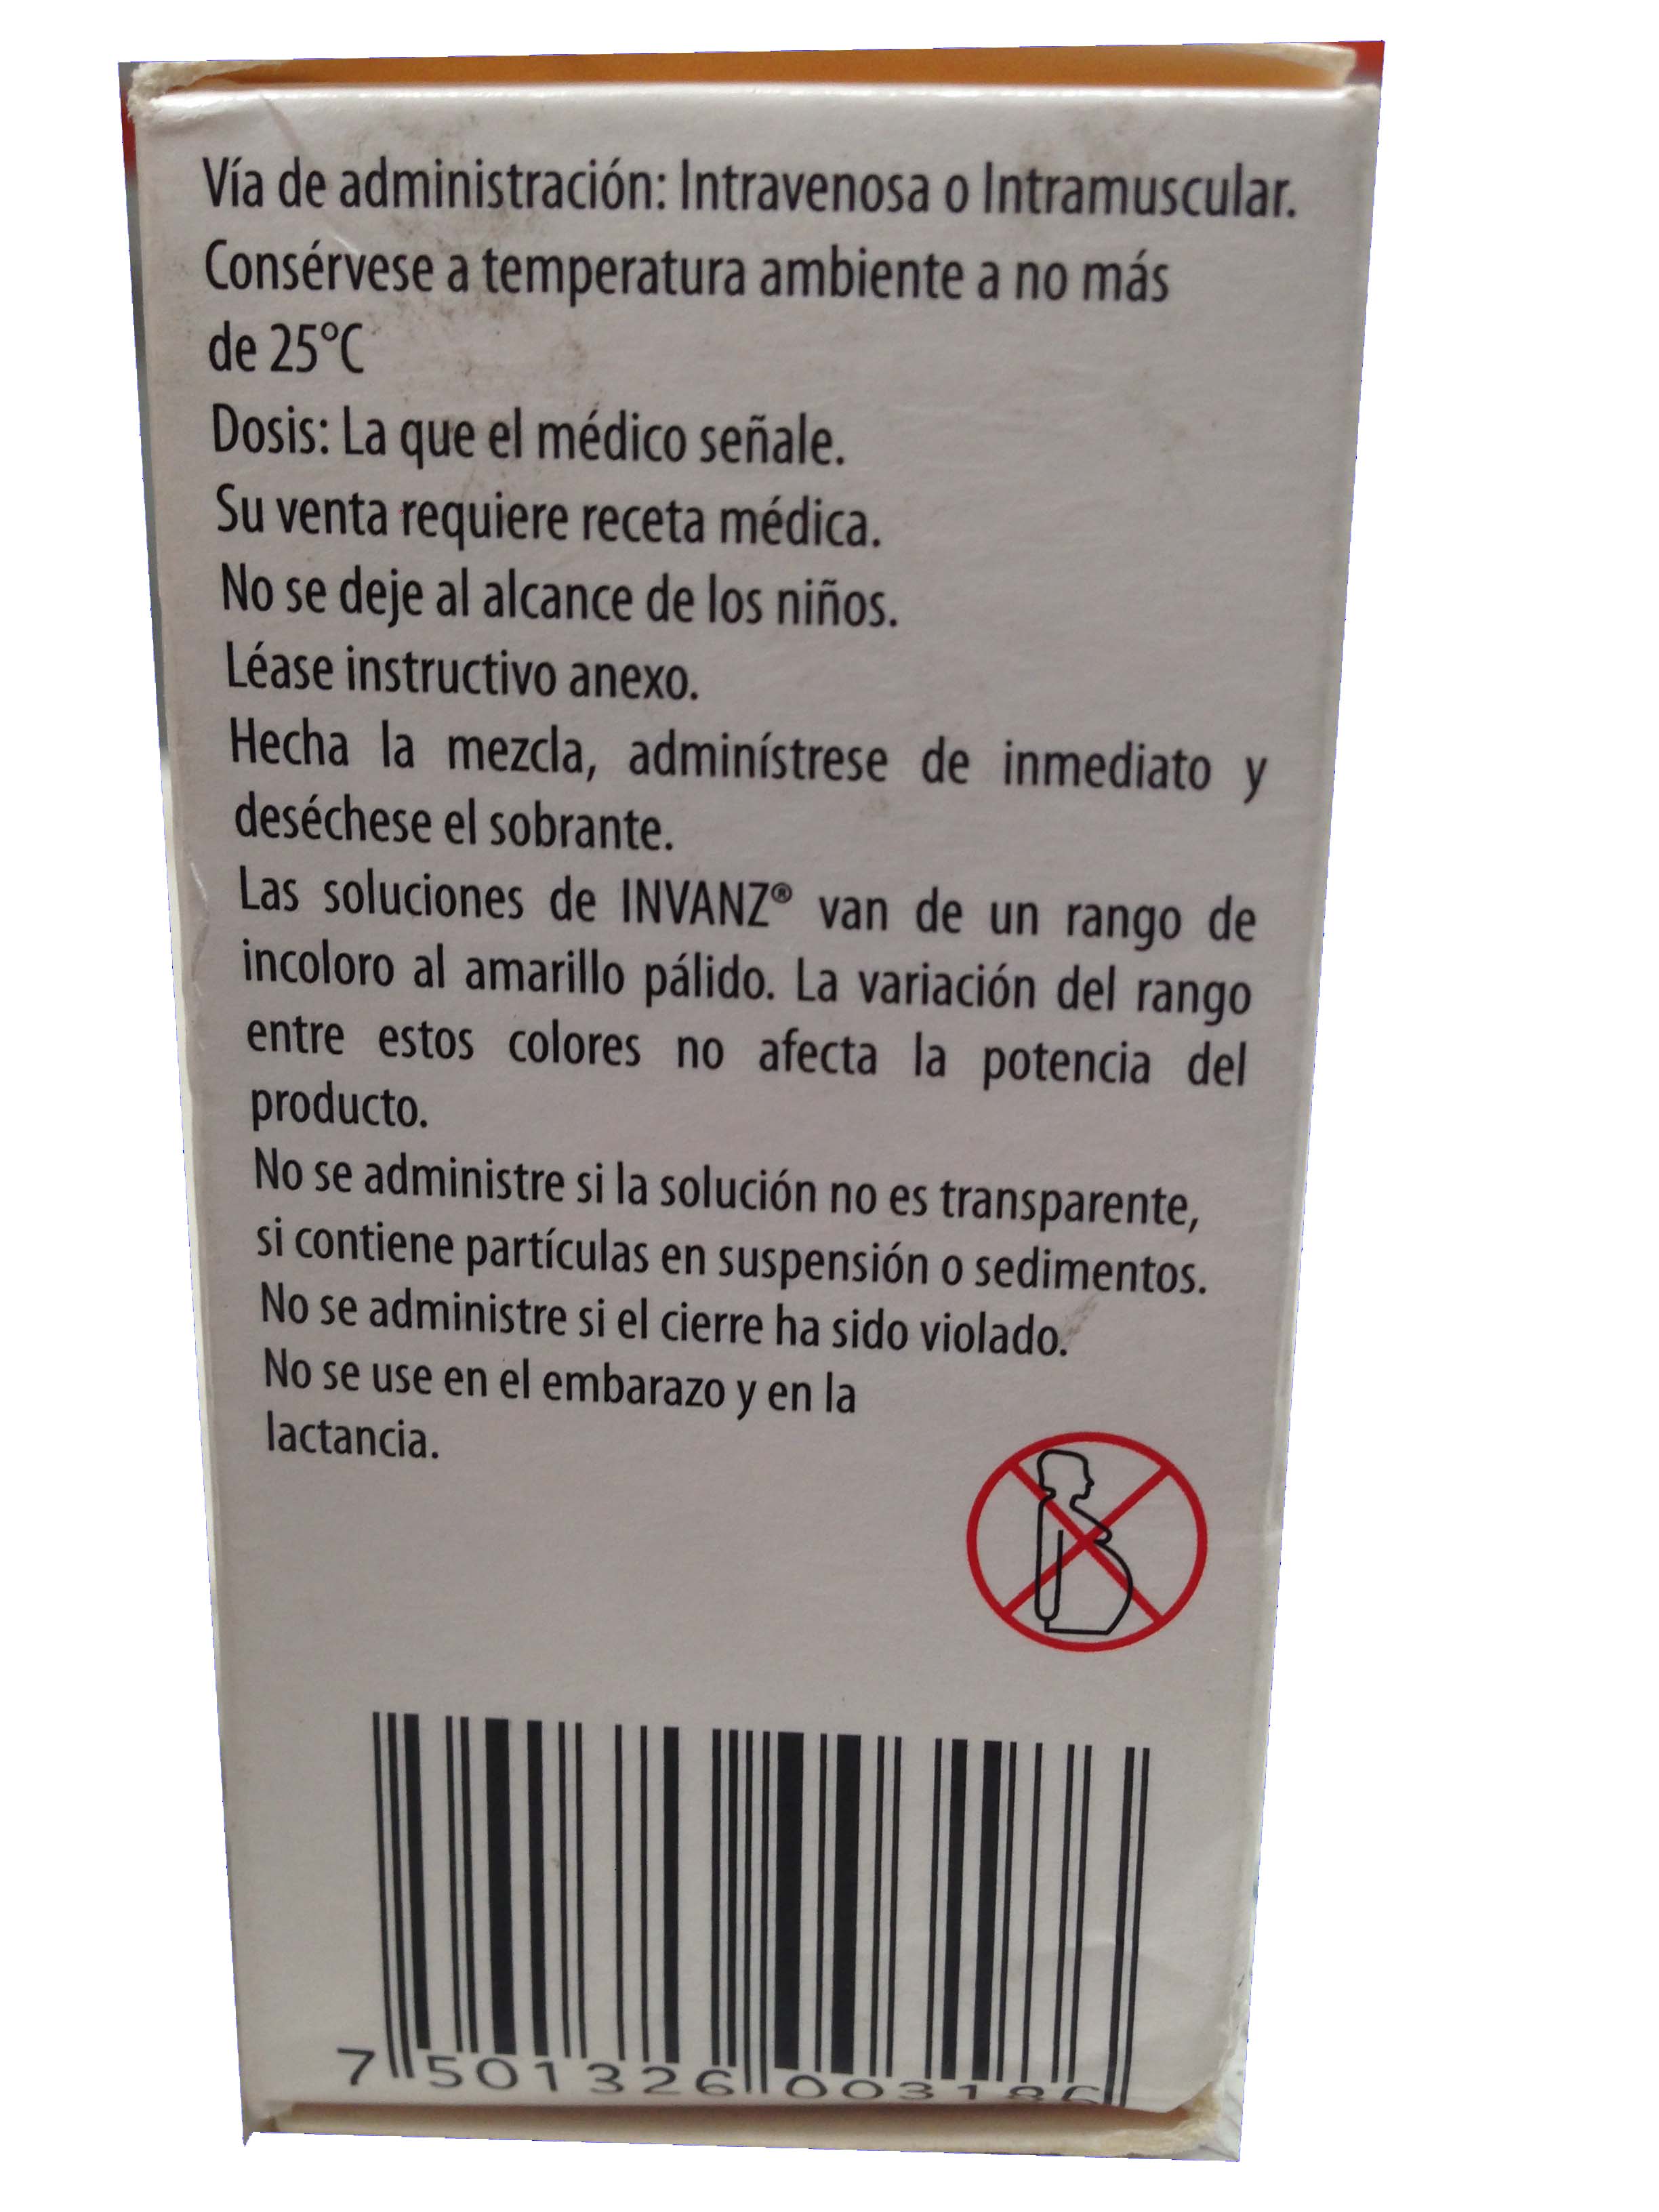 Vía de administración: Intravenosa o Intramuscular.
Consérvese a temperatura ambiente a no más
de 25°C
Dosis: La que el médico señale.
Su venta requiere receta médica.
No se deje al alcance de los niños.
Léase instructivo anexo.
Hecha la mezcla, adminístrese de inmediato y
deséchese el sobrante.
Las soluciones de INVANZ® van de un rango de
incoloro al amarillo pálido. La variación del rango
entre estos colores no afecta la potencia del
producto.
No se administre si la solución no es transparente,
si contiene partículas en suspensión o sedimentos.
No se administre si el cierre ha sido violado.
No se use en el embarazo y en la
lactancia.
7 501326 003186